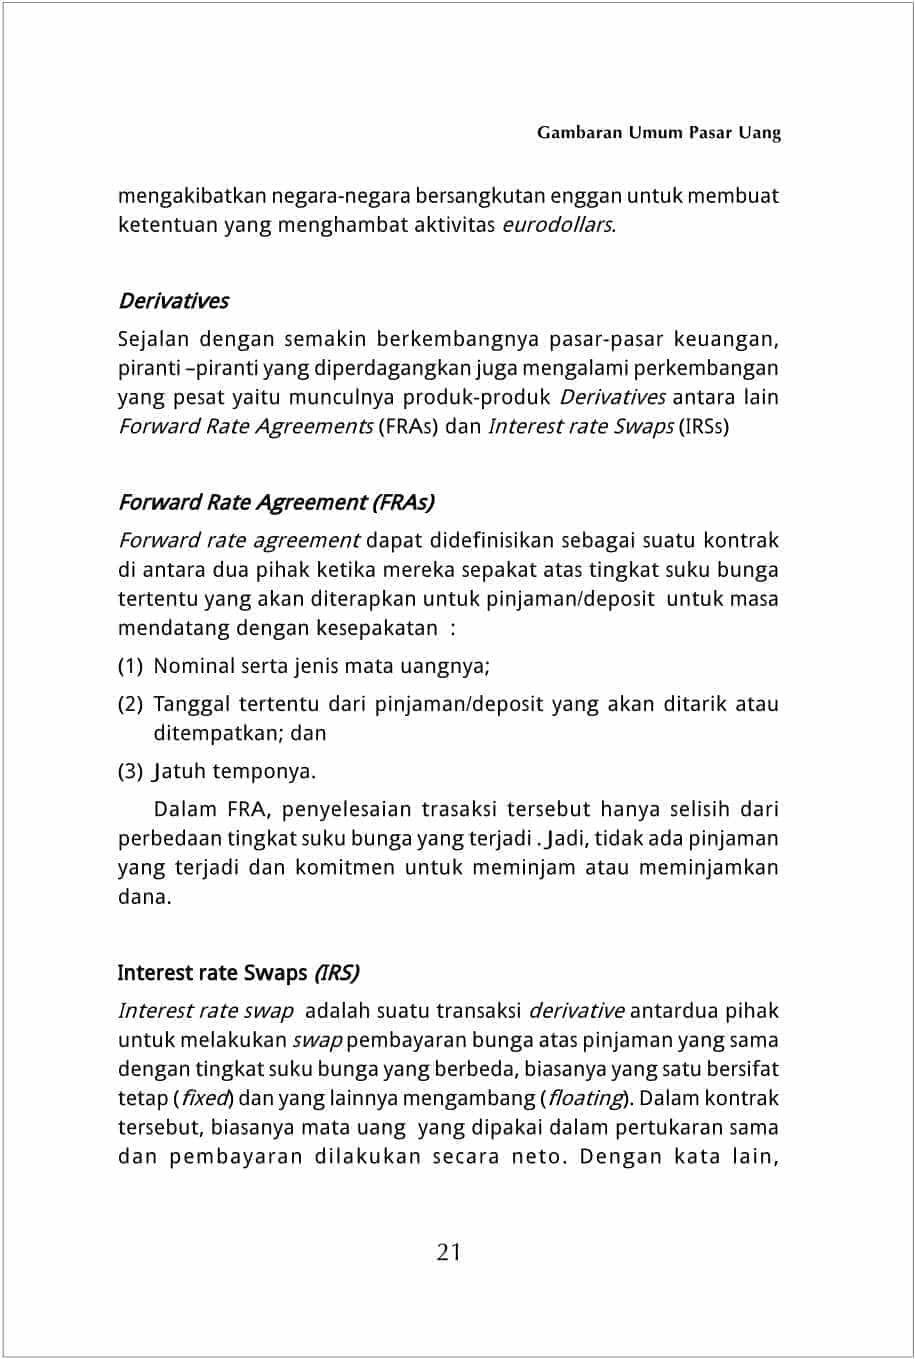 Gambaran Umum Pasar Uang
mengakibatkan negara-negara bersangkutan enggan untuk membuat
ketentuan yang menghambat aktivitas eurodollars.
Derivatives
Sejalan dengan semakin berkembangnya pasar-pasar keuangan,
piranti –piranti yang diperdagangkan juga mengalami perkembangan
yang pesat yaitu munculnya produk-produk Derivatives antara lain
Forward Rate Agreements (FRAs) dan Interest rate Swaps (IRSs)
Forward Rate Agreement (FRAs)
Forward rate agreement dapat didefinisikan sebagai suatu kontrak
di antara dua pihak ketika mereka sepakat atas tingkat suku bunga
tertentu yang akan diterapkan untuk pinjaman/deposit untuk masa
mendatang dengan kesepakatan :
(1) Nominal serta jenis mata uangnya;
(2) Tanggal tertentu dari pinjaman/deposit yang akan ditarik atau
ditempatkan; dan
(3) Jatuh temponya.
Dalam FRA, penyelesaian trasaksi tersebut hanya selisih dari
perbedaan tingkat suku bunga yang terjadi . Jadi, tidak ada pinjaman
yang terjadi dan komitmen untuk meminjam atau meminjamkan
dana.
Interest rate Swaps (IRS)
Interest rate swap adalah suatu transaksi derivative antardua pihak
untuk melakukan swap pembayaran bunga atas pinjaman yang sama
dengan tingkat suku bunga yang berbeda, biasanya yang satu bersifat
tetap (fixed) dan yang lainnya mengambang (floating). Dalam kontrak
tersebut, biasanya mata uang yang dipakai dalam pertukaran sama
dan pembayaran dilakukan secara neto. Dengan kata lain,
21